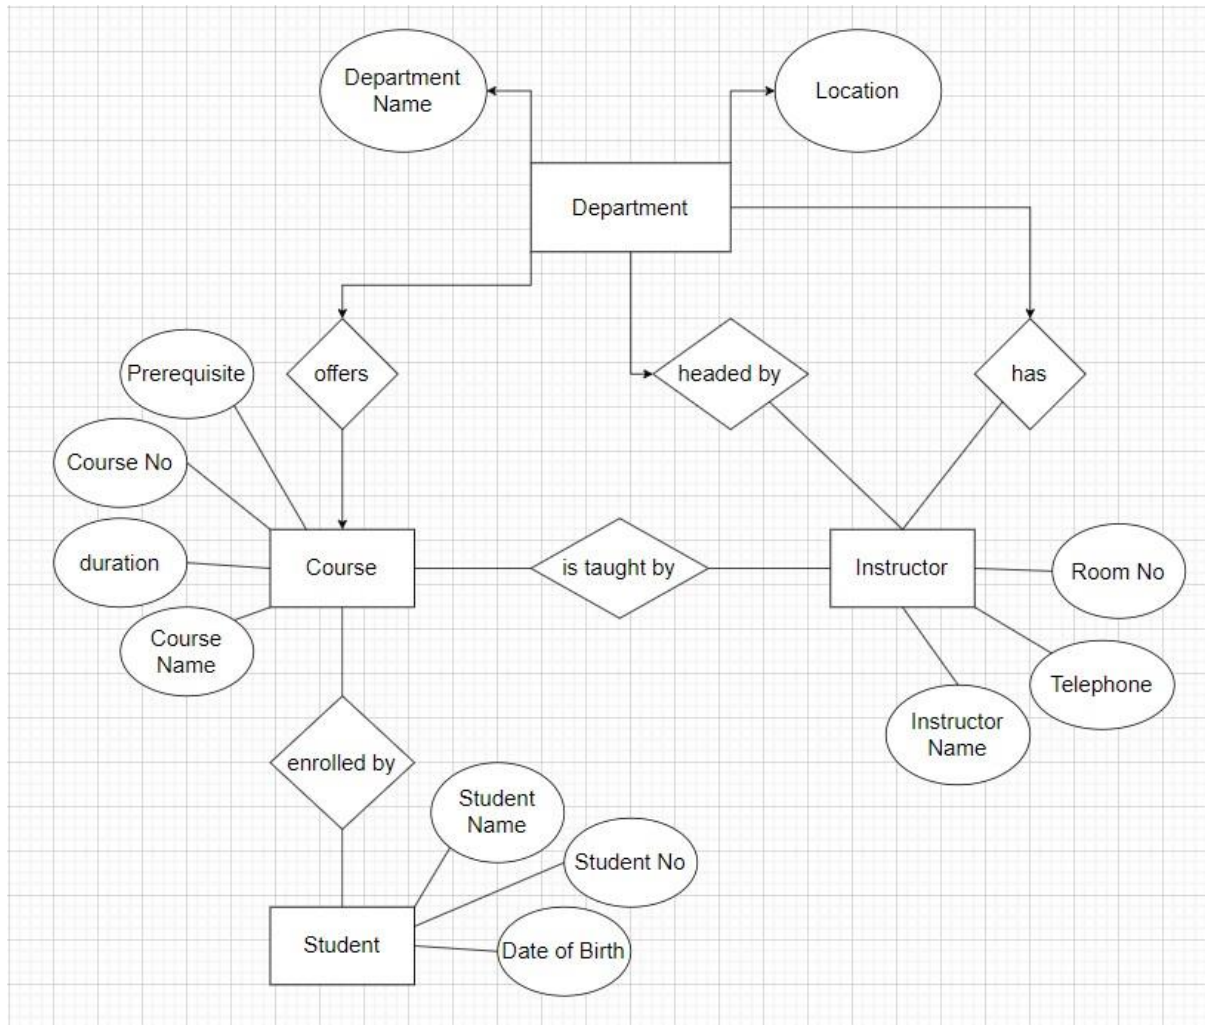 Department
Name
Location
Department
Prerequisite
offers
headed by
has
Course No
duration
Course
is taught by
Instructor
Room No
Course
Name
Telephone
Instructor
Name
enrolled by
Student
Name
Student No
Student
Date of Birth